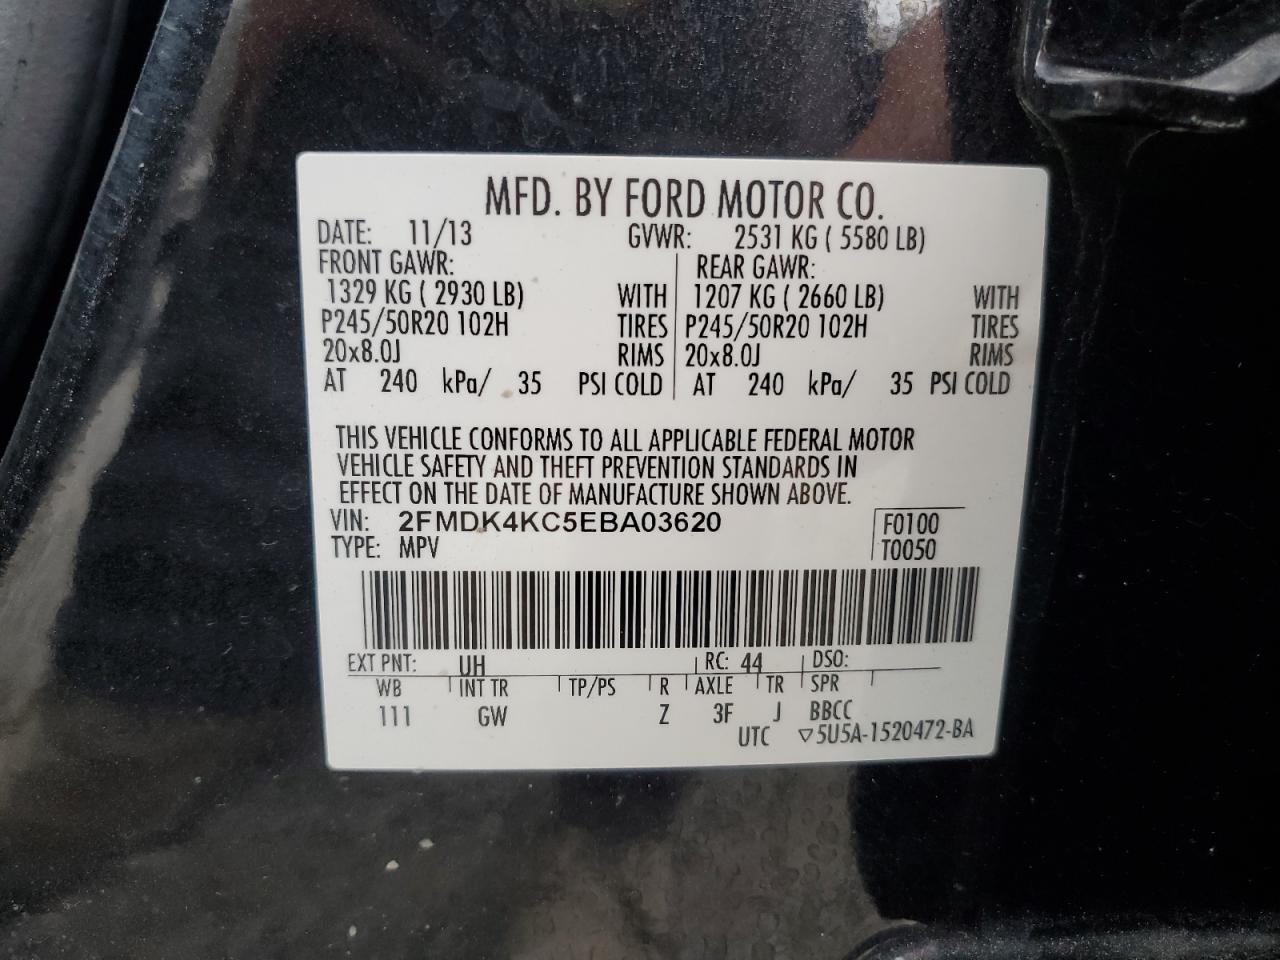 MFD. BY FORD MOTOR CO.
DATE: 11/13 GVWR: 2531 KG ( 5580 LB)
FRONT GAWR: REAR GAWR:
1329 KG ( 2930 LB) WITH 1207 KG ( 2660 LB) WITH
P245/50R20 102H TIRES P245/50R20 102H TIRES
20x8.0J RIMS 20x8.0J RIMS
AT 240 kPa/ 35 PSI COLD AT 240 kPa/ 35 PSI COLD
THIS VEHICLE CONFORMS TO ALL APPLICABLE FEDERAL MOTOR
VEHICLE SAFETY AND THEFT PREVENTION STANDARDS IN
EFFECT ON THE DATE OF MANUFACTURE SHOWN ABOVE.
VIN: 2FMDK4KC5EBA03620 F0100
TYPE: MPV T0050
EXT PNT: UH RC: 44 DSO:
WB INT TR TP/PS R AXLE TR SPR
111 GW Z 3F J BBCC
UTC ▽5U5A-1520472-BA